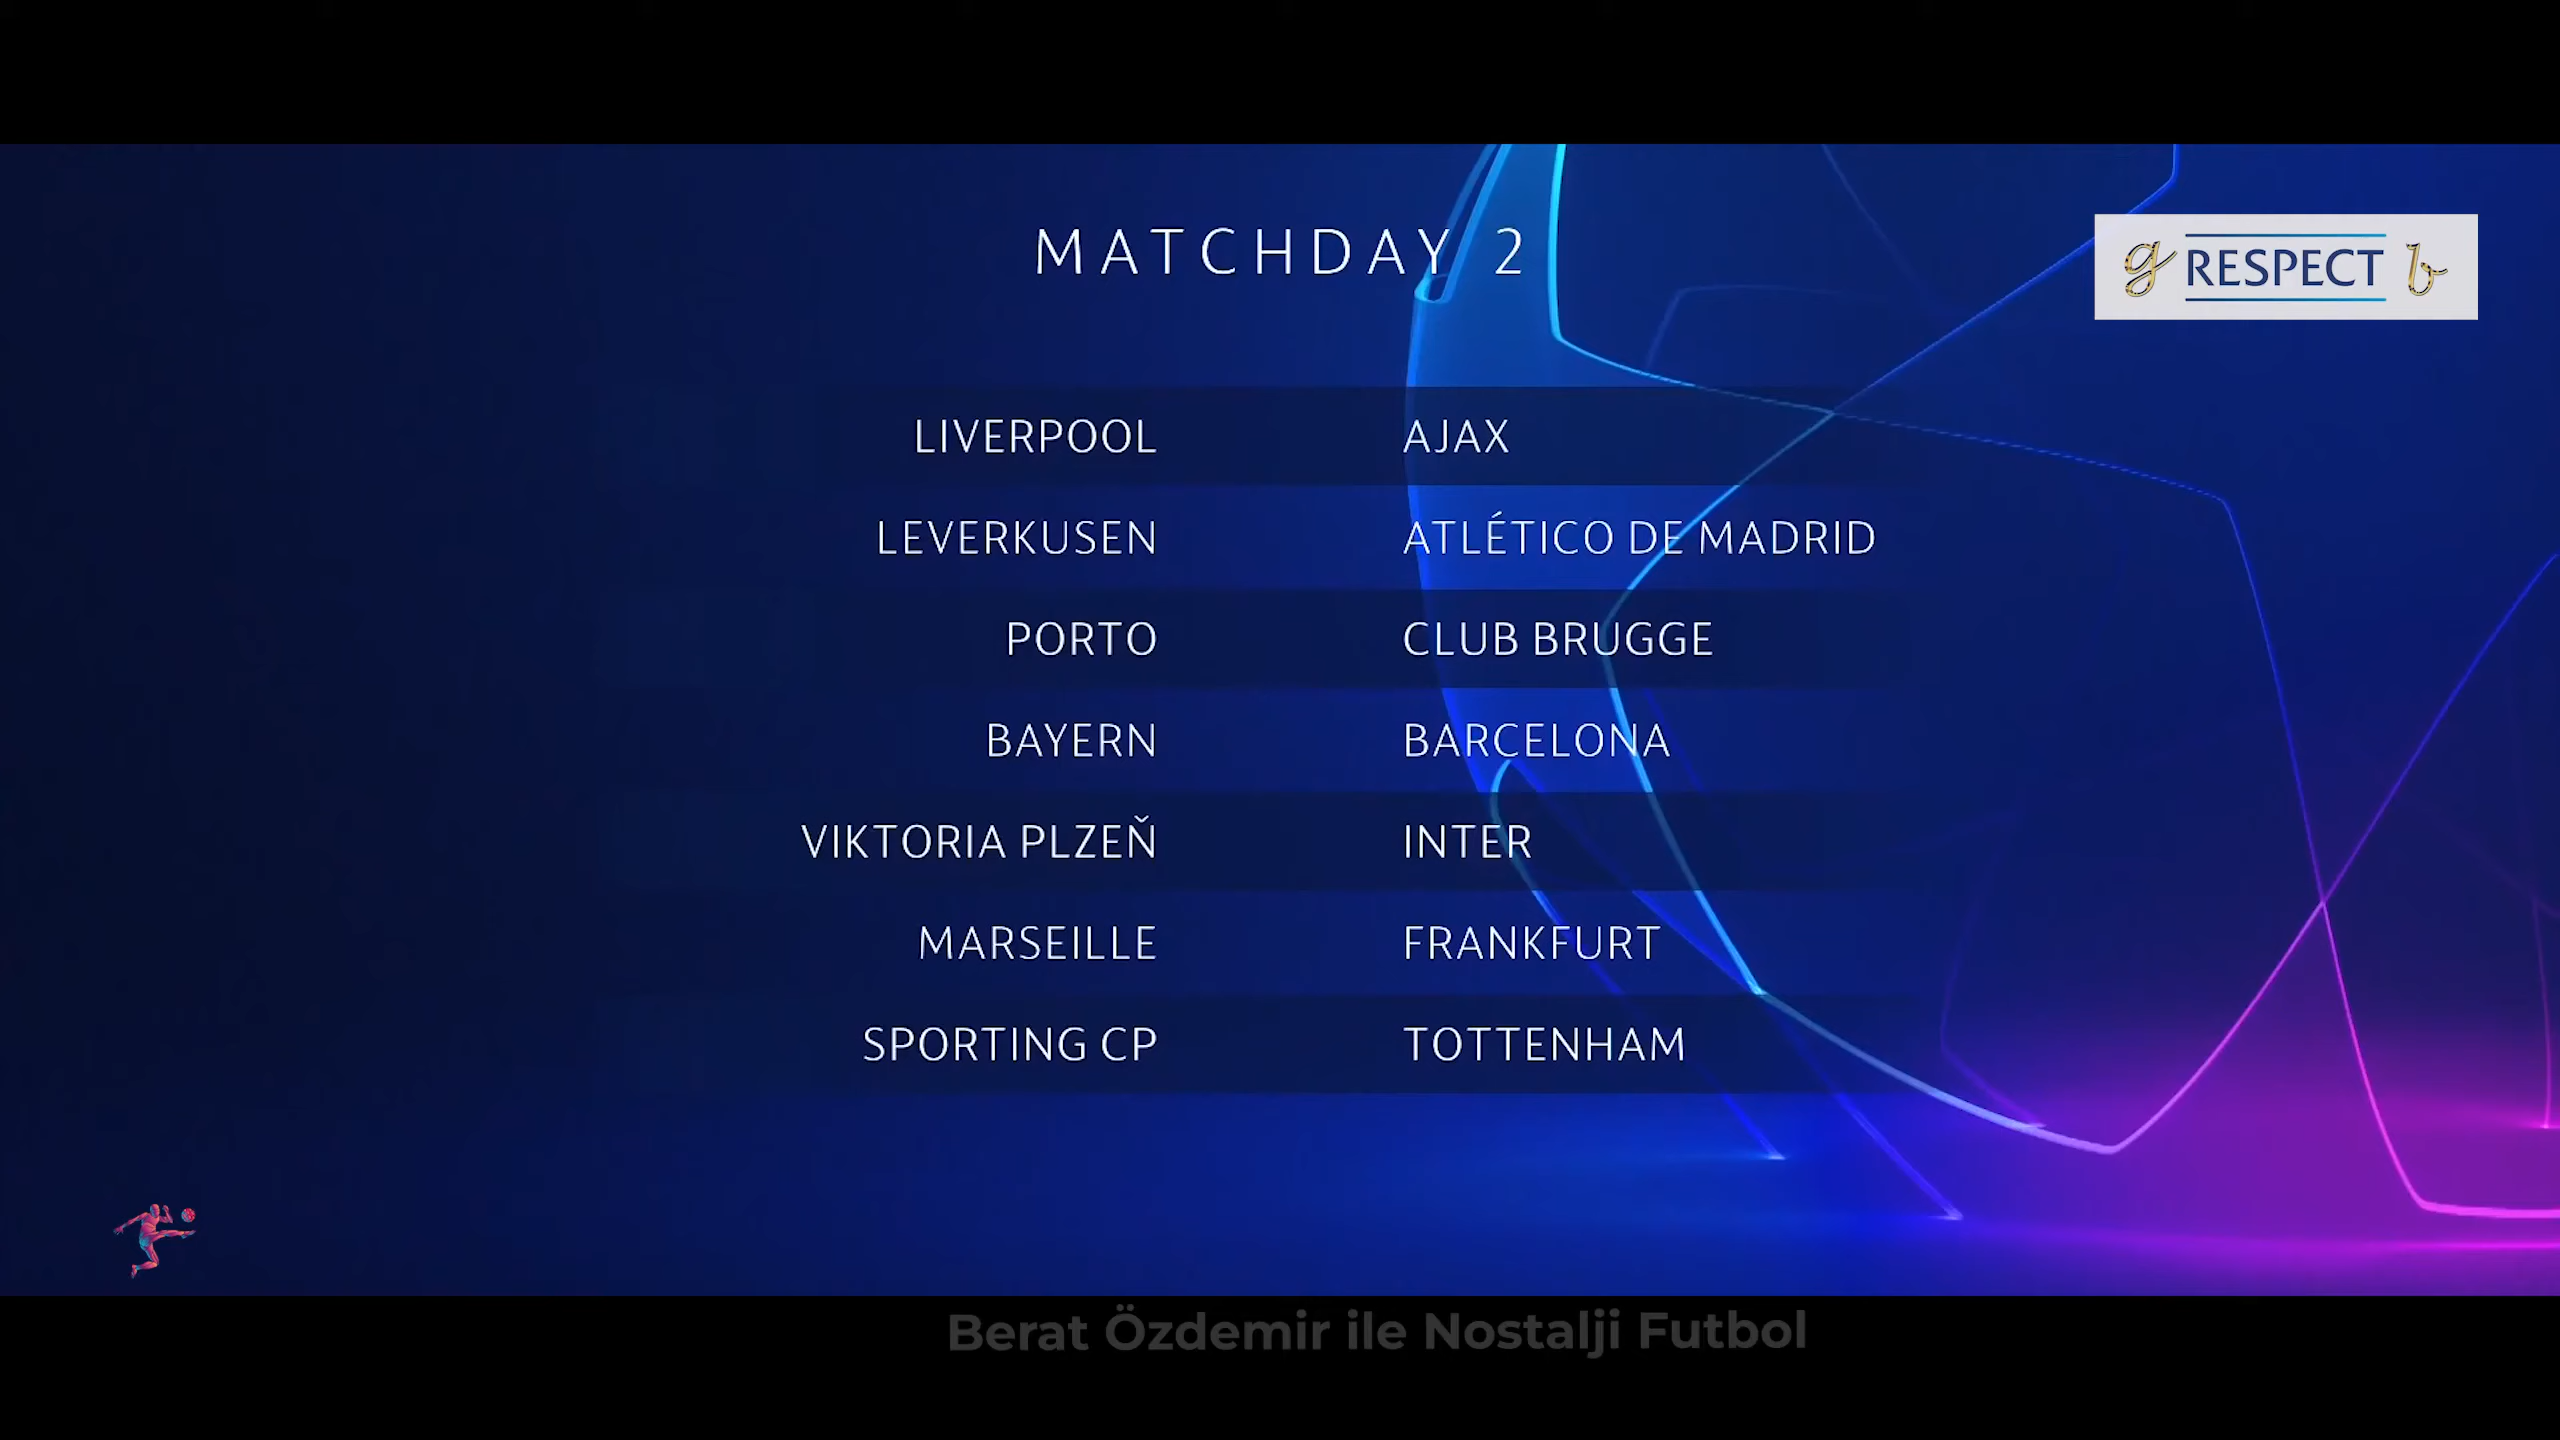 MATCHDAY 2
g RESPECT b
LIVERPOOL AJAX
LEVERKUSEN ATLÉTICO DE MADRID
PORTO CLUB BRUGGE
BAYERN BARCELONA
VIKTORIA PLZEŇ INTER
MARSEILLE FRANKFURT
SPORTING CP TOTTENHAM
Berat Özdemir ile Nostalji Futbol